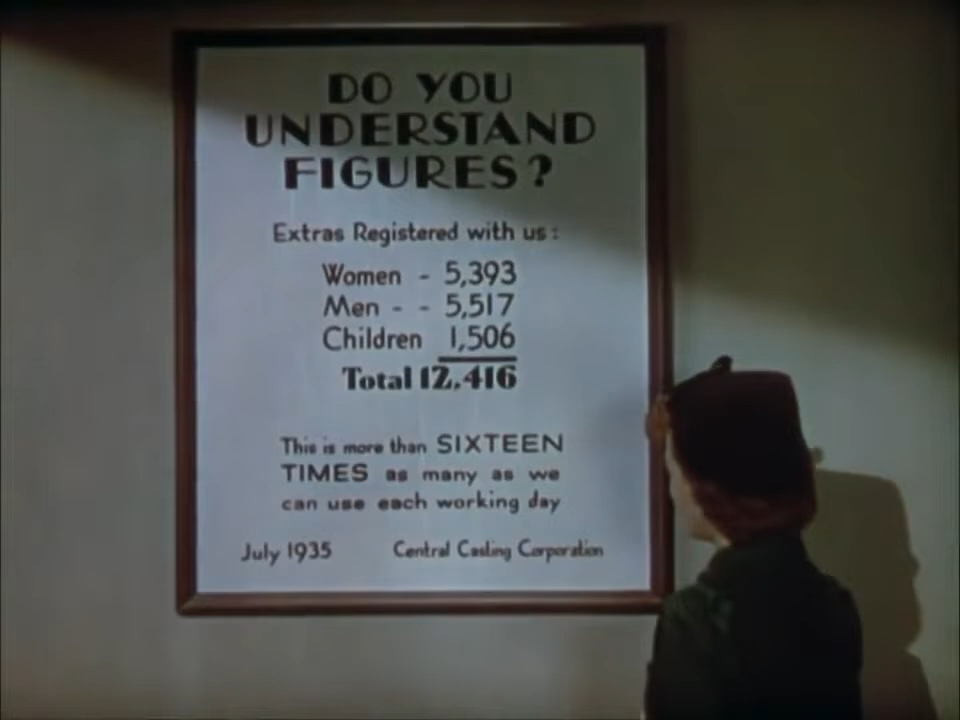 DO YOU
UNDERSTAND
FIGURES?
Extras Registered with us:
Women - 5,393
Men - - 5,517
Children 1,506
Total 12,416
This is more than SIXTEEN
TIMES as many as we
can use each working day
July 1935 Central Casting Corporation